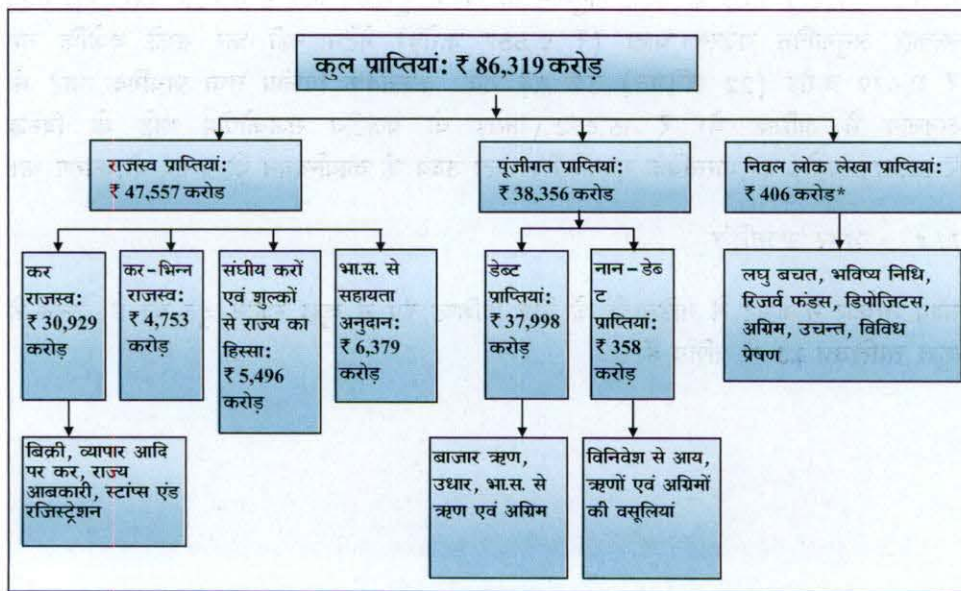 कुल प्राप्तियां: ₹ 86,319 करोड़
राजस्व प्राप्तियां:
₹ 47,557 करोड
पूंजीगत प्राप्तियां:
₹ 38,356 करोड
निवल लोक लेखा प्राप्तियां:
₹ 406 करोड*
कर
राजस्व:
₹ 30,929
करोड़
कर-भिन्न
राजस्व:
₹ 4,753
करोड़
संघीय करों
एवं शुल्कों
से राज्य का
हिस्सा:
₹ 5,496
करोड़
भा.स. से
सहायता
अनुदान:
₹ 6,379
करोड़
डेब्ट
प्राप्तियां:
₹ 37,998
करोड़
नान-डेब
ट
प्राप्तियां:
₹ 358
करोड़
लघु बचत, भविष्य निधि,
रिजर्व फंडस, डिपोजिटस,
अग्रिम, उचन्त, विविध
प्रेषण
बिक्री, व्यापार आदि
पर कर, राज्य
आबकारी, स्टांप्स एंड
रजिस्ट्रेशन
बाजार ऋण,
उधार, भा.स. से
ऋण एवं अग्रिम
विनिवेश से आय,
ऋणों एवं अग्रिमों
की वसूलियां